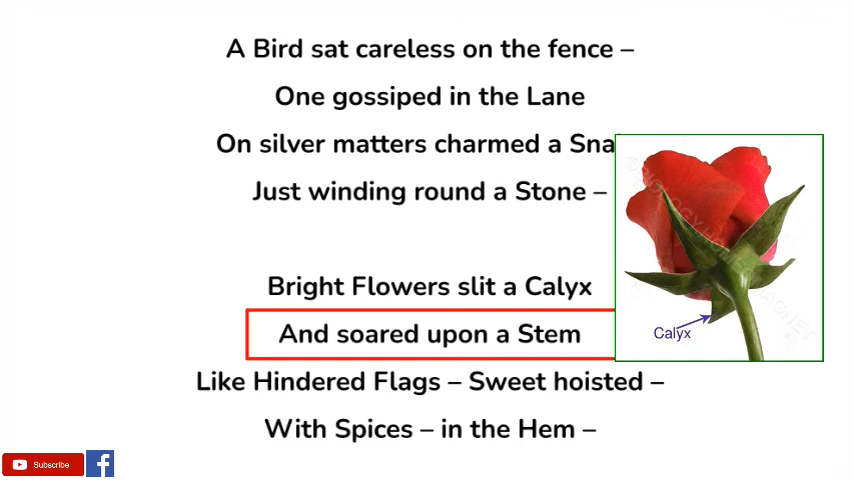 A Bird sat careless on the fence –
One gossiped in the Lane
On silver matters charmed a Sna
Just winding round a Stone –
Bright Flowers slit a Calyx
And soared upon a Stem
Like Hindered Flags – Sweet hoisted –
With Spices – in the Hem –
Calyx
Subscribe